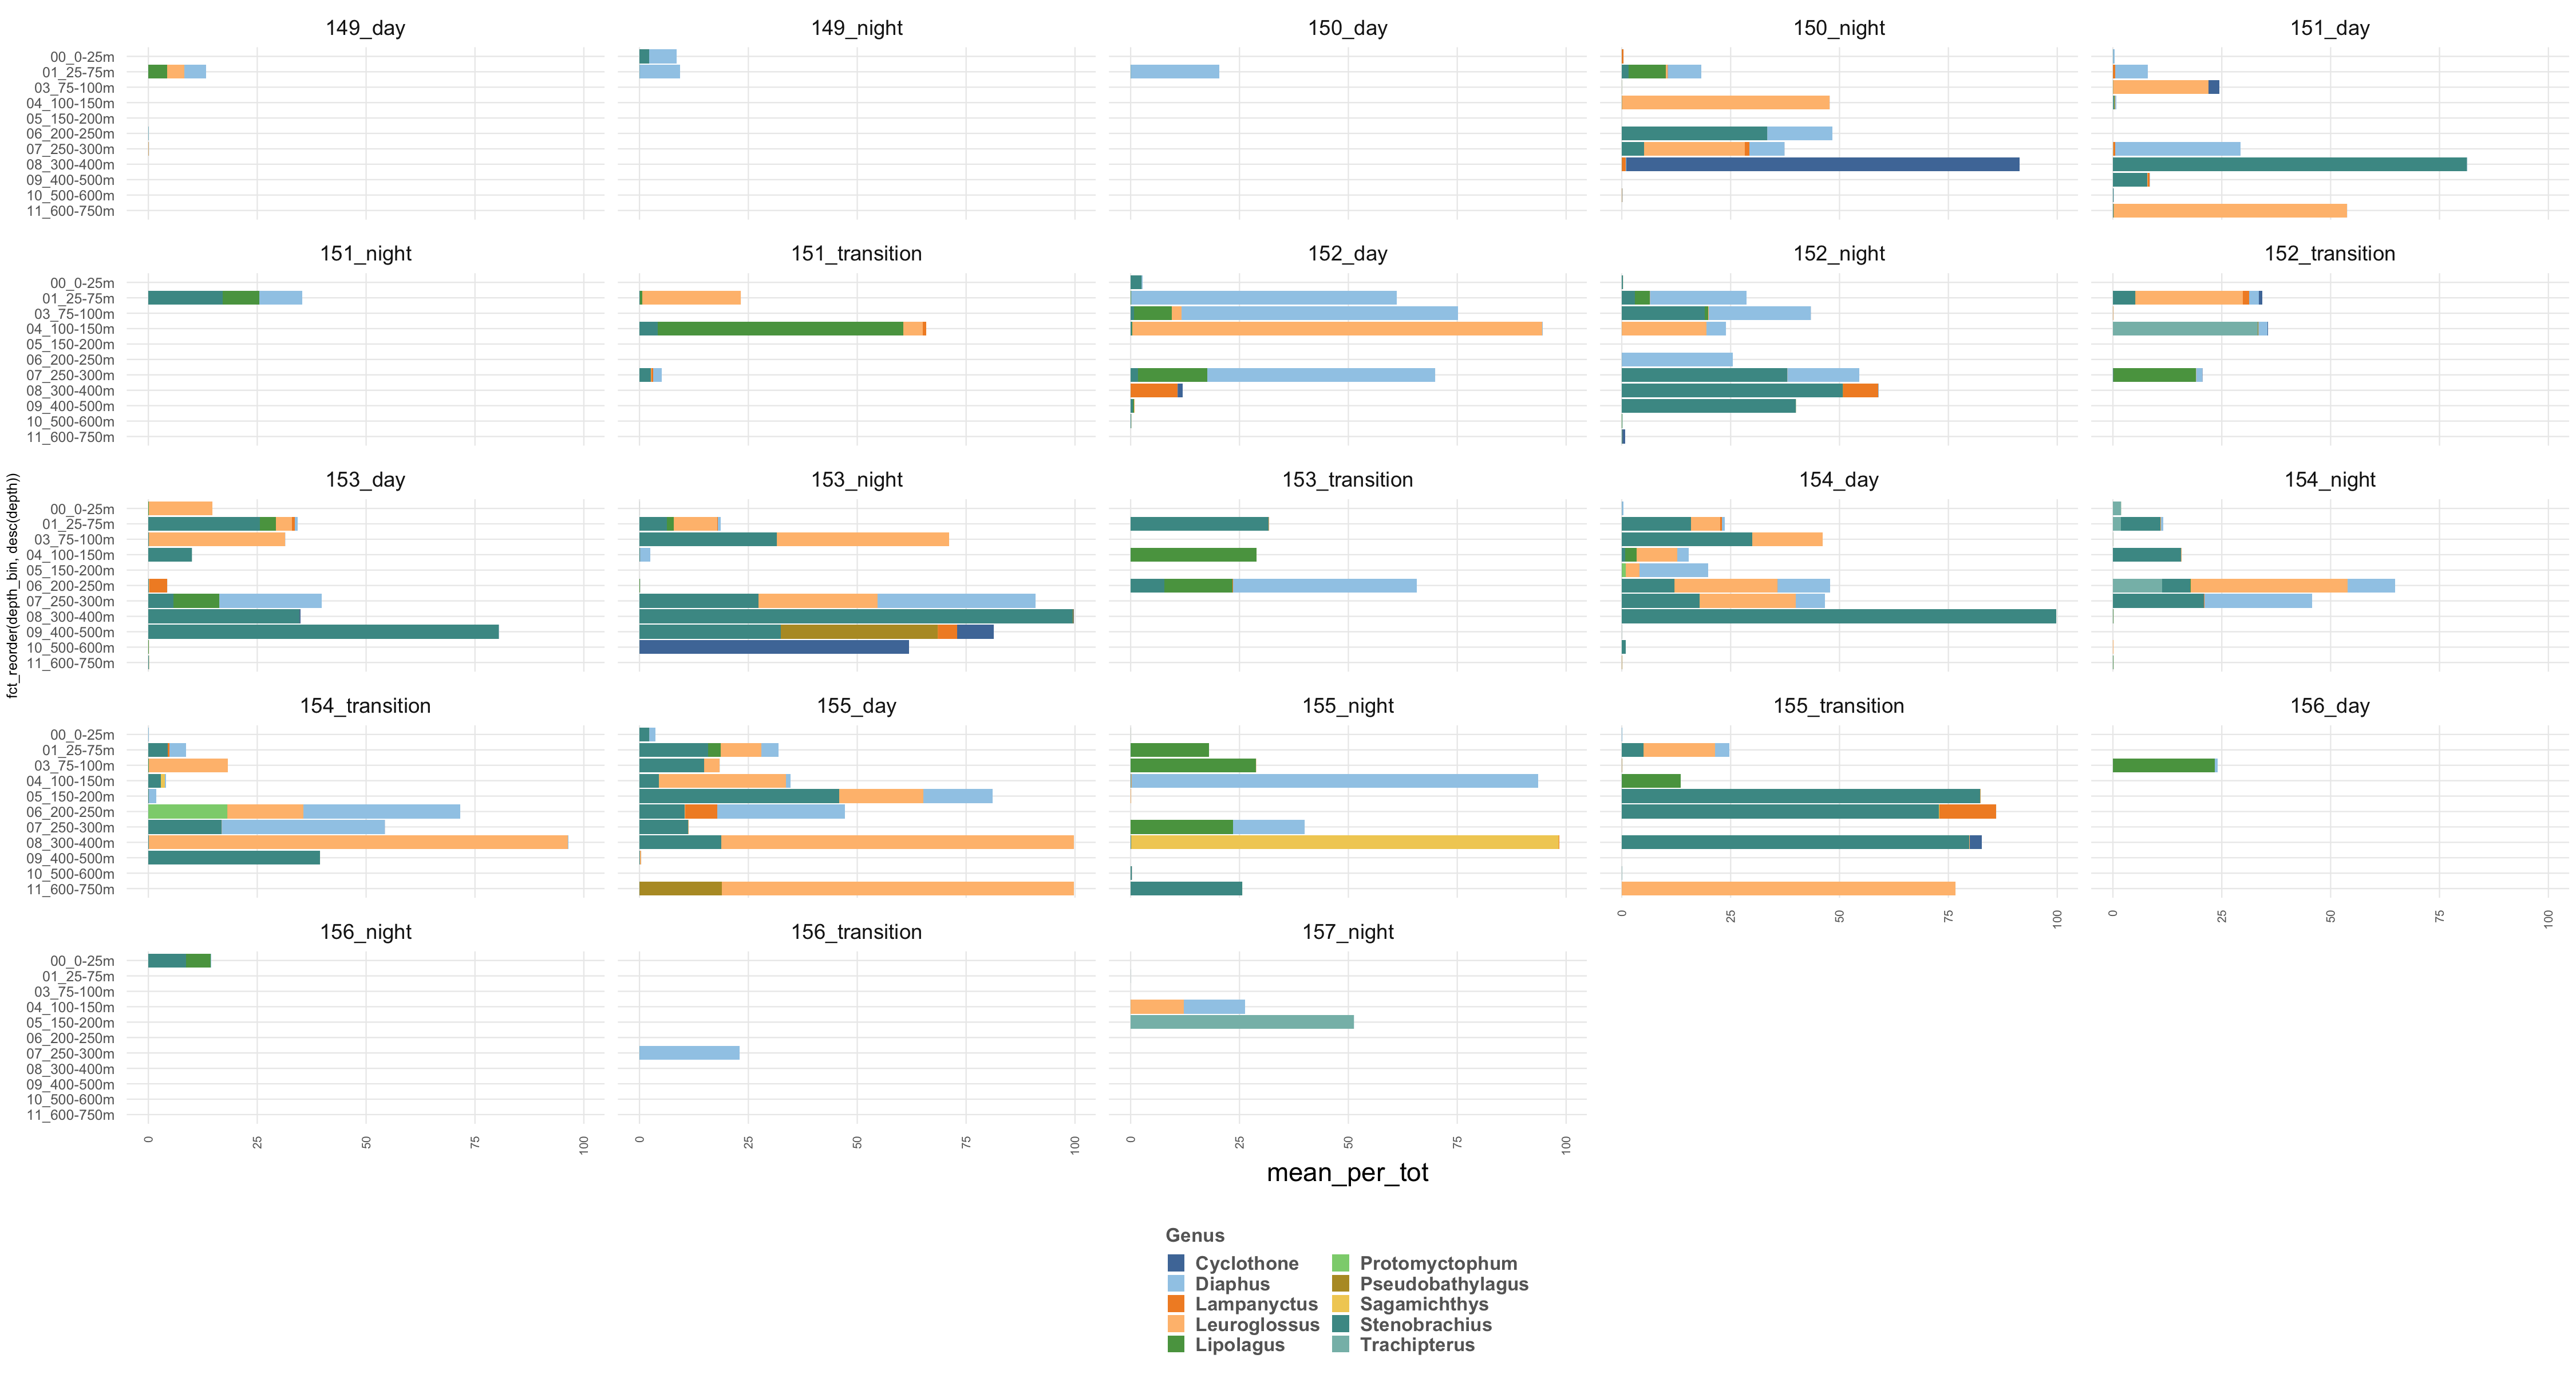 149_day 149_night 150_day 150_night 151_day
00_0-25m
01_25-75m
03_75-100m
04_100-150m
05_150-200m
06_200-250m
07_250-300m
08_300-400m
09_400-500m
10_500-600m
11_600-750m
151_night 151_transition 152_day 152_night 152_transition
00_0-25m
01_25-75m
03_75-100m
04_100-150m
05_150-200m
06_200-250m
07_250-300m
08_300-400m
09_400-500m
10_500-600m
11_600-750m
fct_reorder(depth_bin, desc(depth))
153_day 153_night 153_transition 154_day 154_night
00_0-25m
01_25-75m
03_75-100m
04_100-150m
05_150-200m
06_200-250m
07_250-300m
08_300-400m
09_400-500m
10_500-600m
11_600-750m
154_transition 155_day 155_night 155_transition 156_day
00_0-25m
01_25-75m
03_75-100m
04_100-150m
05_150-200m
06_200-250m
07_250-300m
08_300-400m
09_400-500m
10_500-600m
11_600-750m
0 25 50 75 100 0 25 50 75 100
156_night 156_transition 157_night
00_0-25m
01_25-75m
03_75-100m
04_100-150m
05_150-200m
06_200-250m
07_250-300m
08_300-400m
09_400-500m
10_500-600m
11_600-750m
0 25 50 75 100 0 25 50 75 100 0 25 50 75 100
mean_per_tot
Genus
Cyclothone Protomyctophum
Diaphus Pseudobathylagus
Lampanyctus Sagamichthys
Leuroglossus Stenobrachius
Lipolagus Trachipterus